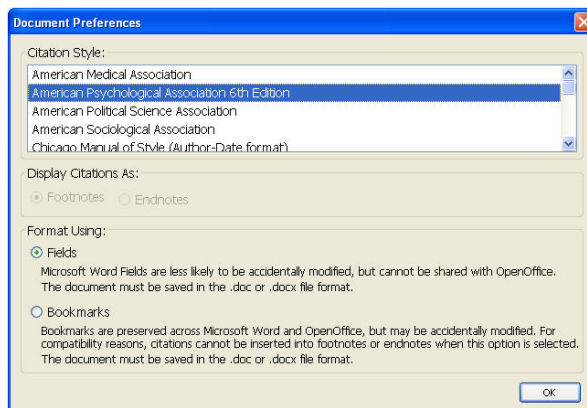 Document Preferences
Citation Style:
American Medical Association
American Psychological Association 6th Edition
American Political Science Association
American Sociological Association
Chicago Manual of Style (Author-Date format)
Display Citations As:
Footnotes Endnotes
Format Using:
Fields
Microsoft Word Fields are less likely to be accidentally modified, but cannot be shared with OpenOffice.
The document must be saved in the .doc or .docx file format.
Bookmarks
Bookmarks are preserved across Microsoft Word and OpenOffice, but may be accidentally modified. For
compatibility reasons, citations cannot be inserted into footnotes or endnotes when this option is selected.
The document must be saved in the .doc or .docx file format.
OK